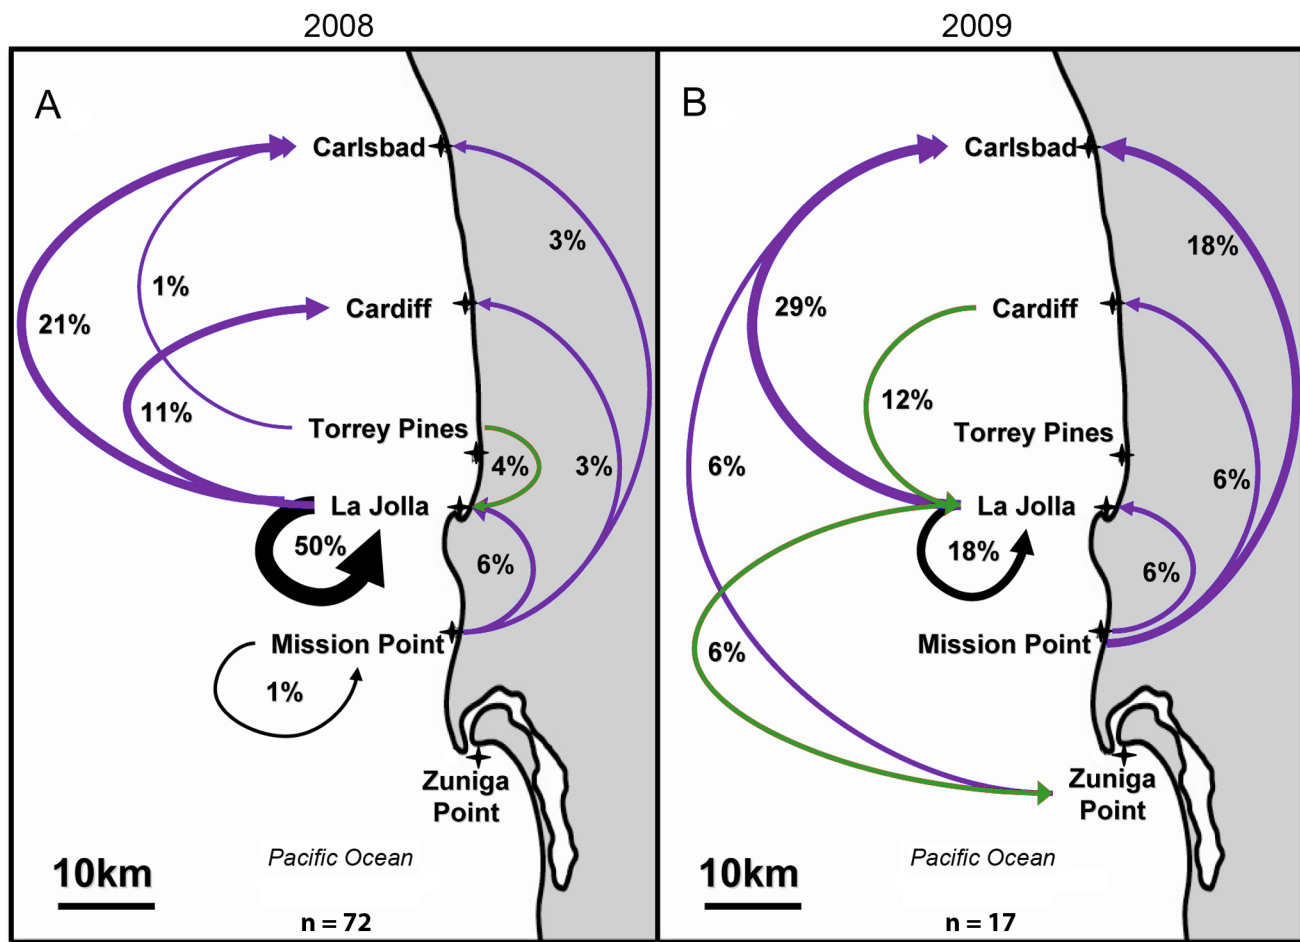 2008
2009
A
Carlsbad
3%
1%
Cardiff
21%
11%
Torrey Pines
4%
3%
La Jolla
50%
6%
Mission Point
1%
Zuniga
Point
Pacific Ocean
10km
n = 72
B
Carlsbad
18%
29%
Cardiff
12%
Torrey Pines
6%
6%
La Jolla
18%
6%
Mission Point
6%
Zuniga
Point
Pacific Ocean
10km
n = 17